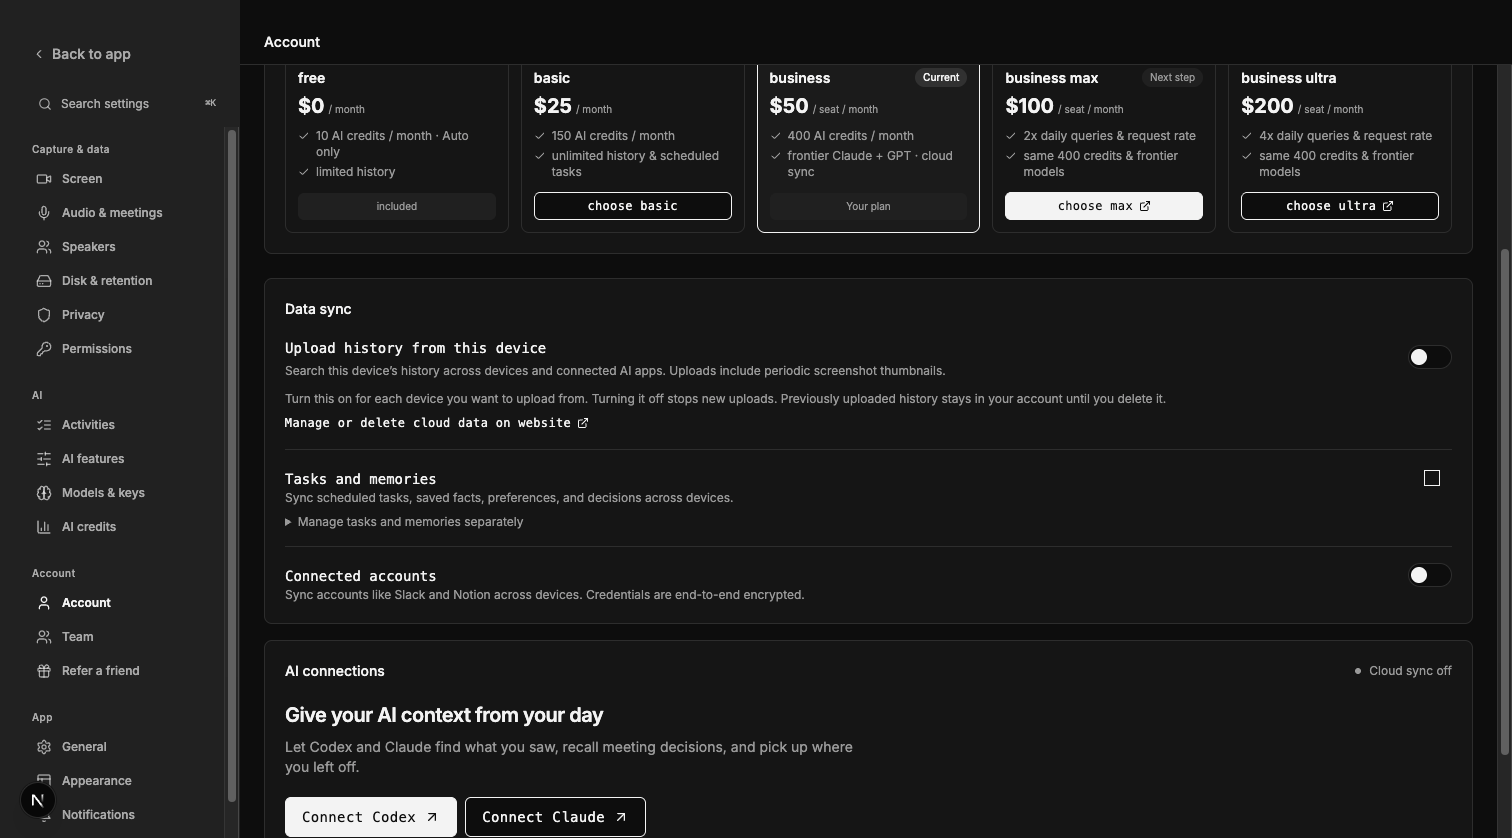 Back to app
Search settings
⌘K
Capture & data
Screen
Audio & meetings
Speakers
Disk & retention
Privacy
Permissions
AI
Activities
AI features
Models & keys
AI credits
Account
Account
Team
Refer a friend
App
General
Appearance
Notifications
N
Account
free
$0 / month
10 AI credits / month · Auto
only
limited history
included
basic
$25 / month
150 AI credits / month
unlimited history & scheduled
tasks
choose basic
business
Current
$50 / seat / month
400 AI credits / month
frontier Claude + GPT · cloud
sync
Your plan
business max
Next step
$100 / seat / month
2x daily queries & request rate
same 400 credits & frontier
models
choose max
business ultra
$200 / seat / month
4x daily queries & request rate
same 400 credits & frontier
models
choose ultra
Data sync
Upload history from this device
Search this device’s history across devices and connected AI apps. Uploads include periodic screenshot thumbnails.
Turn this on for each device you want to upload from. Turning it off stops new uploads. Previously uploaded history stays in your account until you delete it.
Manage or delete cloud data on website
Tasks and memories
Sync scheduled tasks, saved facts, preferences, and decisions across devices.
Manage tasks and memories separately
Connected accounts
Sync accounts like Slack and Notion across devices. Credentials are end-to-end encrypted.
AI connections
Cloud sync off
Give your AI context from your day
Let Codex and Claude find what you saw, recall meeting decisions, and pick up where
you left off.
Connect Codex
Connect Claude